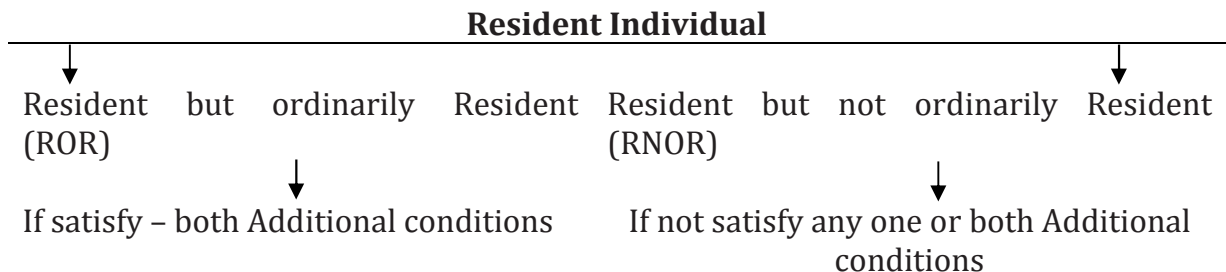 Resident Individual
Resident but ordinarily Resident
(ROR)
Resident but not ordinarily Resident
(RNOR)
If satisfy – both Additional conditions
If not satisfy any one or both Additional
conditions